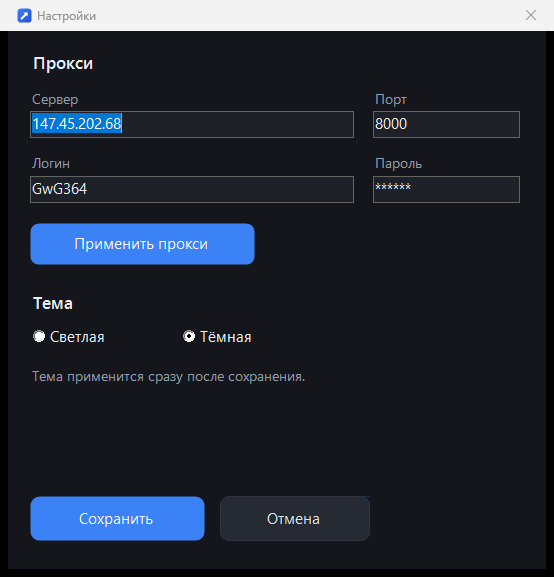 Настройки
Прокси
Сервер Порт
147.45.202.68 8000
Логин Пароль
GwG364 ******
Применить прокси
Тема
Светлая Тёмная
Тема применится сразу после сохранения.
Сохранить Отмена